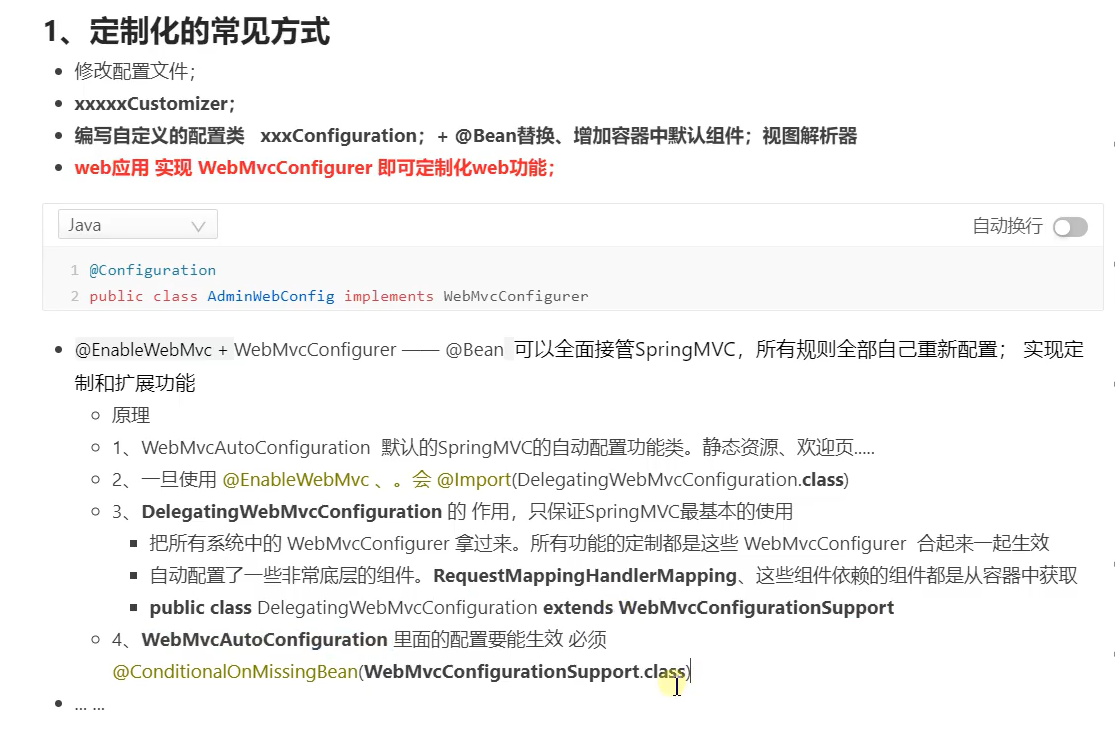 1、定制化的常见方式
修改配置文件；
xxxxxCustomizer；
编写自定义的配置类 xxxConfiguration；+ @Bean替换、增加容器中默认组件；视图解析器
web应用 实现 WebMvcConfigurer 即可定制化web功能；
Java 自动换行
1 @Configuration
2 public class AdminWebConfig implements WebMvcConfigurer
@EnableWebMvc + WebMvcConfigurer —— @Bean 可以全面接管SpringMVC，所有规则全部自己重新配置； 实现定
制和扩展功能
原理
1、WebMvcAutoConfiguration 默认的SpringMVC的自动配置功能类。静态资源、欢迎页.....
2、一旦使用 @EnableWebMvc 、。会 @Import(DelegatingWebMvcConfiguration.class)
3、DelegatingWebMvcConfiguration 的 作用，只保证SpringMVC最基本的使用
把所有系统中的 WebMvcConfigurer 拿过来。所有功能的定制都是这些 WebMvcConfigurer 合起来一起生效
自动配置了一些非常底层的组件。RequestMappingHandlerMapping、这些组件依赖的组件都是从容器中获取
public class DelegatingWebMvcConfiguration extends WebMvcConfigurationSupport
4、WebMvcAutoConfiguration 里面的配置要能生效 必须
@ConditionalOnMissingBean(WebMvcConfigurationSupport.class)
... ...